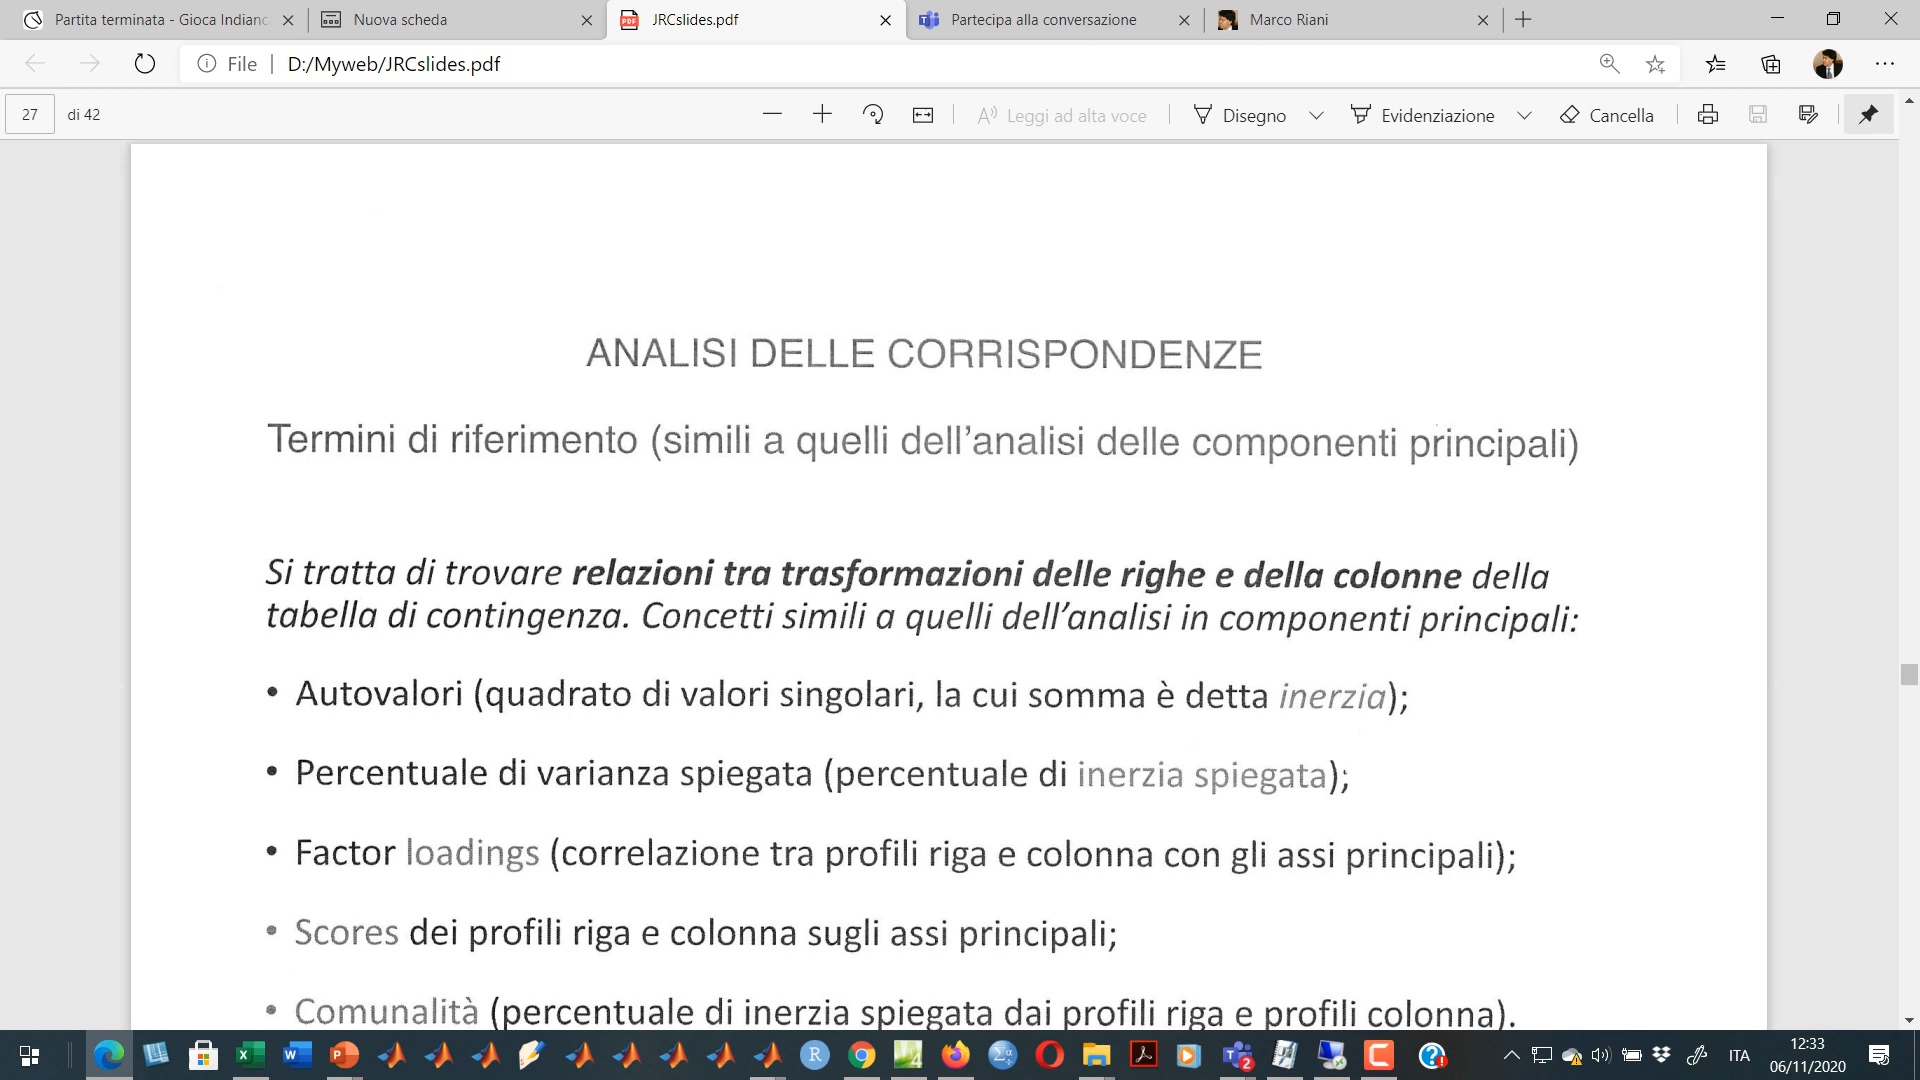 Partita terminata - Gioca Indianc
Nuova scheda
JRCslides.pdf
Partecipa alla conversazione
Marco Riani
File
D:/Myweb/JRCslides.pdf
27 di 42
Leggi ad alta voce
Disegno
Evidenziazione
Cancella
ANALISI DELLE CORRISPONDENZE
Termini di riferimento (simili a quelli dell'analisi delle componenti principali)
Si tratta di trovare relazioni tra trasformazioni delle righe e della colonne della
tabella di contingenza. Concetti simili a quelli dell'analisi in componenti principali:
• Autovalori (quadrato di valori singolari, la cui somma è detta inerzia);
• Percentuale di varianza spiegata (percentuale di inerzia spiegata);
• Factor loadings (correlazione tra profili riga e colonna con gli assi principali);
• Scores dei profili riga e colonna sugli assi principali;
• Comunalità (percentuale di inerzia spiegata dai profili riga e profili colonna).
ITA
12:33
06/11/2020